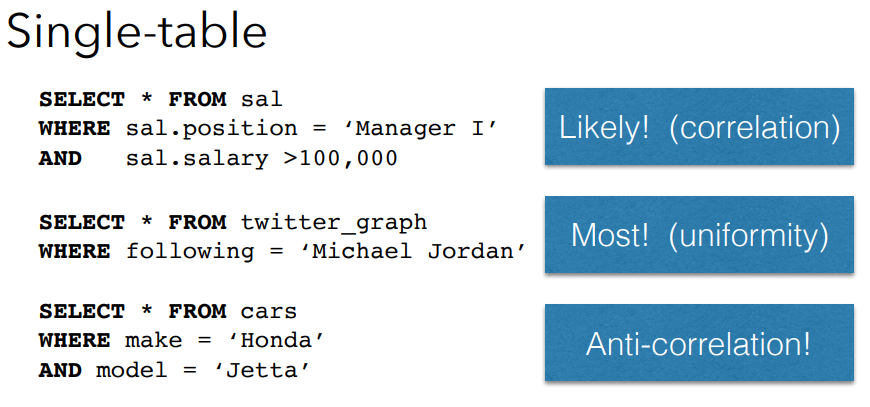 Single-table
SELECT * FROM sal
WHERE sal.position = ‘Manager I’
AND   sal.salary >100,000
Likely!  (correlation)
SELECT * FROM twitter_graph
WHERE following = ‘Michael Jordan’
Most!  (uniformity)
SELECT * FROM cars
WHERE make = ‘Honda’
AND model = ‘Jetta’
Anti-correlation!